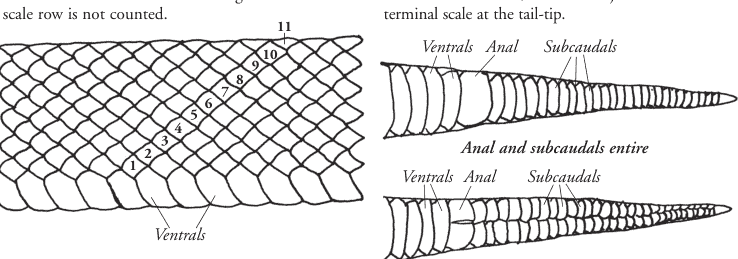 scale row is not counted.
11
10
9
8
7
6
5
4
3
2
1
Ventrals
terminal scale at the tail-tip.
Ventrals Anal Subcaudals
Anal and subcaudals entire
Ventrals Anal Subcaudals